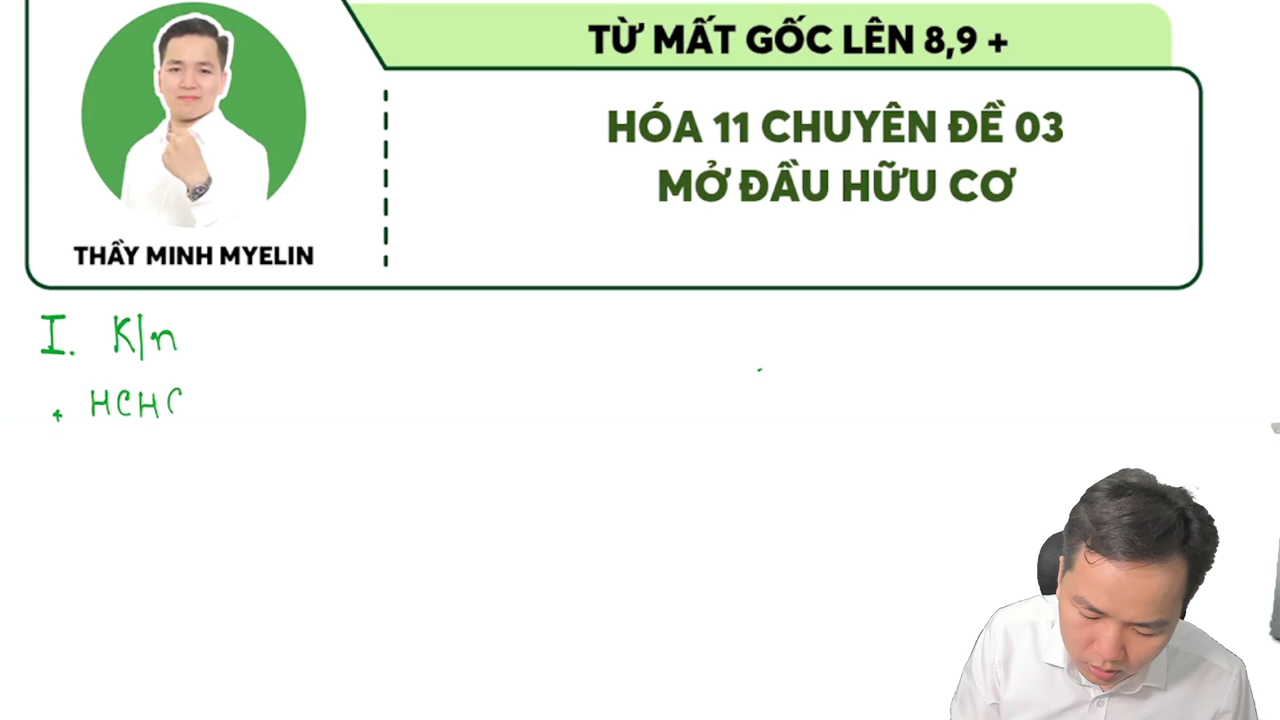 TỪ MẤT GỐC LÊN 8,9 +
HÓA 11 CHUYÊN ĐỀ 03
MỞ ĐẦU HỮU CƠ
THẦY MINH MYELIN
I. K/n
+ HCHC